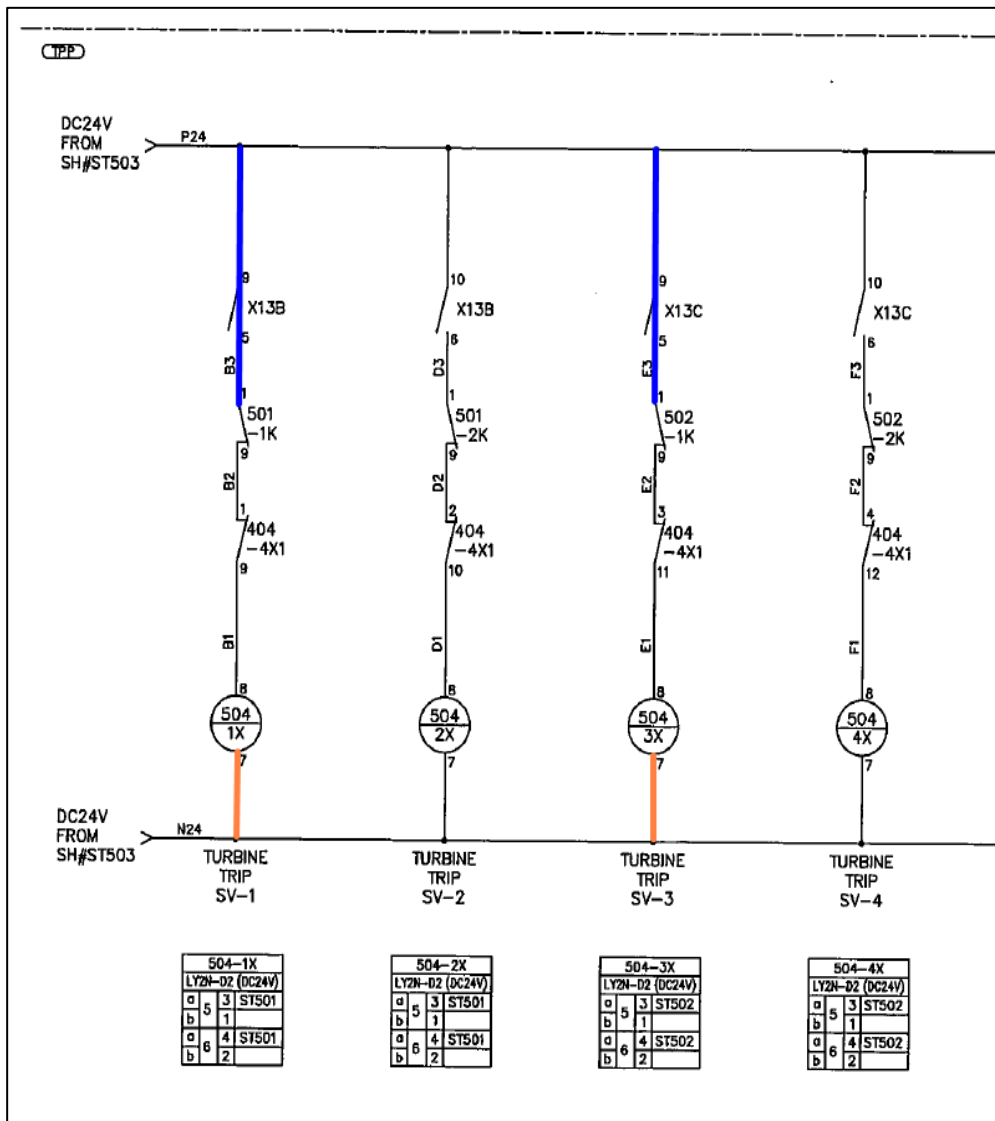 TPP
DC24V
FROM
SH#ST503
P24
9
X13B
5
B3
1
501
-1K
9
B2
1
404
-4X1
9
B1
8
504
1X
7
10
X13B
6
D3
1
501
-2K
9
D2
2
404
-4X1
10
D1
8
504
2X
7
9
X13C
5
E3
1
502
-1K
9
E2
3
404
-4X1
11
E1
8
504
3X
7
10
X13C
6
F3
1
502
-2K
9
F2
4
404
-4X1
12
F1
8
504
4X
7
DC24V
FROM
SH#ST503
N24
TURBINE
TRIP
SV-1
TURBINE
TRIP
SV-2
TURBINE
TRIP
SV-3
TURBINE
TRIP
SV-4
504-1X
LY2N-D2 (DC24V)
a 5 3 ST501
b 1
a 6 4 ST501
b 2
504-2X
LY2N-D2 (DC24V)
a 5 3 ST501
b 1
a 6 4 ST501
b 2
504-3X
LY2N-D2 (DC24V)
a 5 3 ST502
b 1
a 6 4 ST502
b 2
504-4X
LY2N-D2 (DC24V)
a 5 3 ST502
b 1
a 6 4 ST502
b 2